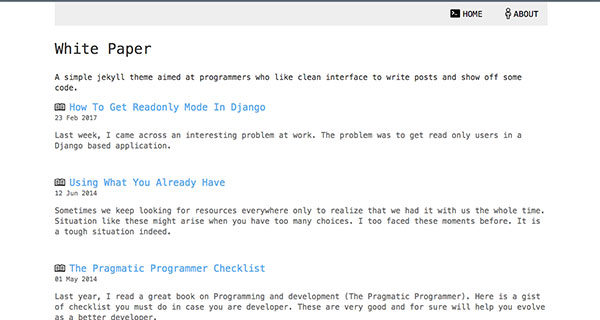 HOME ABOUT
White Paper
A simple jekyll theme aimed at programmers who like clean interface to write posts and show off some
code.
How To Get Readonly Mode In Django
23 Feb 2017
Last week, I came across an interesting problem at work. The problem was to get read only users in a
Django based application.
Using What You Already Have
12 Jun 2014
Sometimes we keep looking for resources everywhere only to realize that we had it with us the whole time.
Situation like these might arise when you have too many choices. I too faced these moments before. It is
a tough situation indeed.
The Pragmatic Programmer Checklist
01 May 2014
Last year, I read a great book on Programming and development (The Pragmatic Programmer). Here is a gist
of checklist you must do in case you are developer. These are very good and for sure will help you evolve
as a better developer.